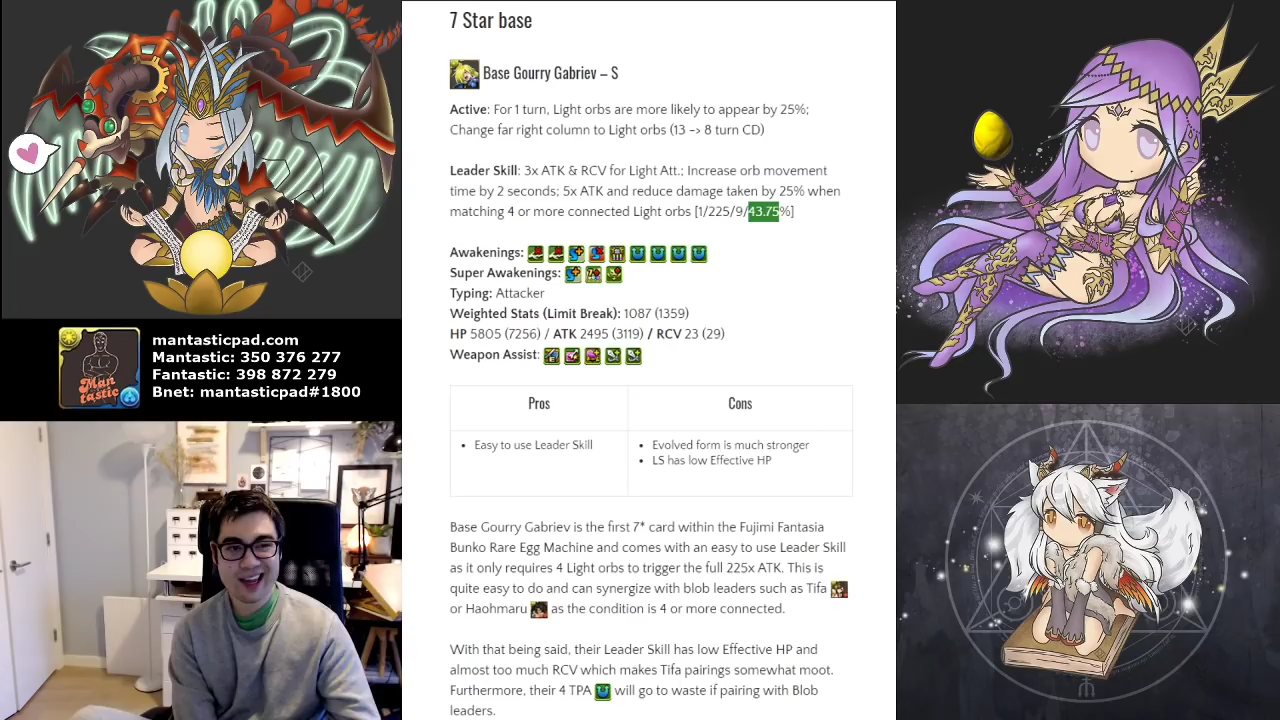 7 Star base
Base Gourry Gabriev – S
Active: For 1 turn, Light orbs are more likely to appear by 25%;
Change far right column to Light orbs (13 -> 8 turn CD)
Leader Skill: 3x ATK & RCV for Light Att.; Increase orb movement
time by 2 seconds; 5x ATK and reduce damage taken by 25% when
matching 4 or more connected Light orbs [1/225/9/43.75%]
Awakenings:
Super Awakenings:
Typing: Attacker
Weighted Stats (Limit Break): 1087 (1359)
HP 5805 (7256) / ATK 2495 (3119) / RCV 23 (29)
Weapon Assist:
Pros
Cons
• Easy to use Leader Skill
• Evolved form is much stronger
• LS has low Effective HP
Base Gourry Gabriev is the first 7* card within the Fujimi Fantasia
Bunko Rare Egg Machine and comes with an easy to use Leader Skill
as it only requires 4 Light orbs to trigger the full 225x ATK. This is
quite easy to do and can synergize with blob leaders such as Tifa
or Haohmaru as the condition is 4 or more connected.
With that being said, their Leader Skill has low Effective HP and
almost too much RCV which makes Tifa pairings somewhat moot.
Furthermore, their 4 TPA will go to waste if pairing with Blob
leaders.
Man
tastic
mantasticpad.com
Mantastic: 350 376 277
Fantastic: 398 872 279
Bnet: mantasticpad#1800